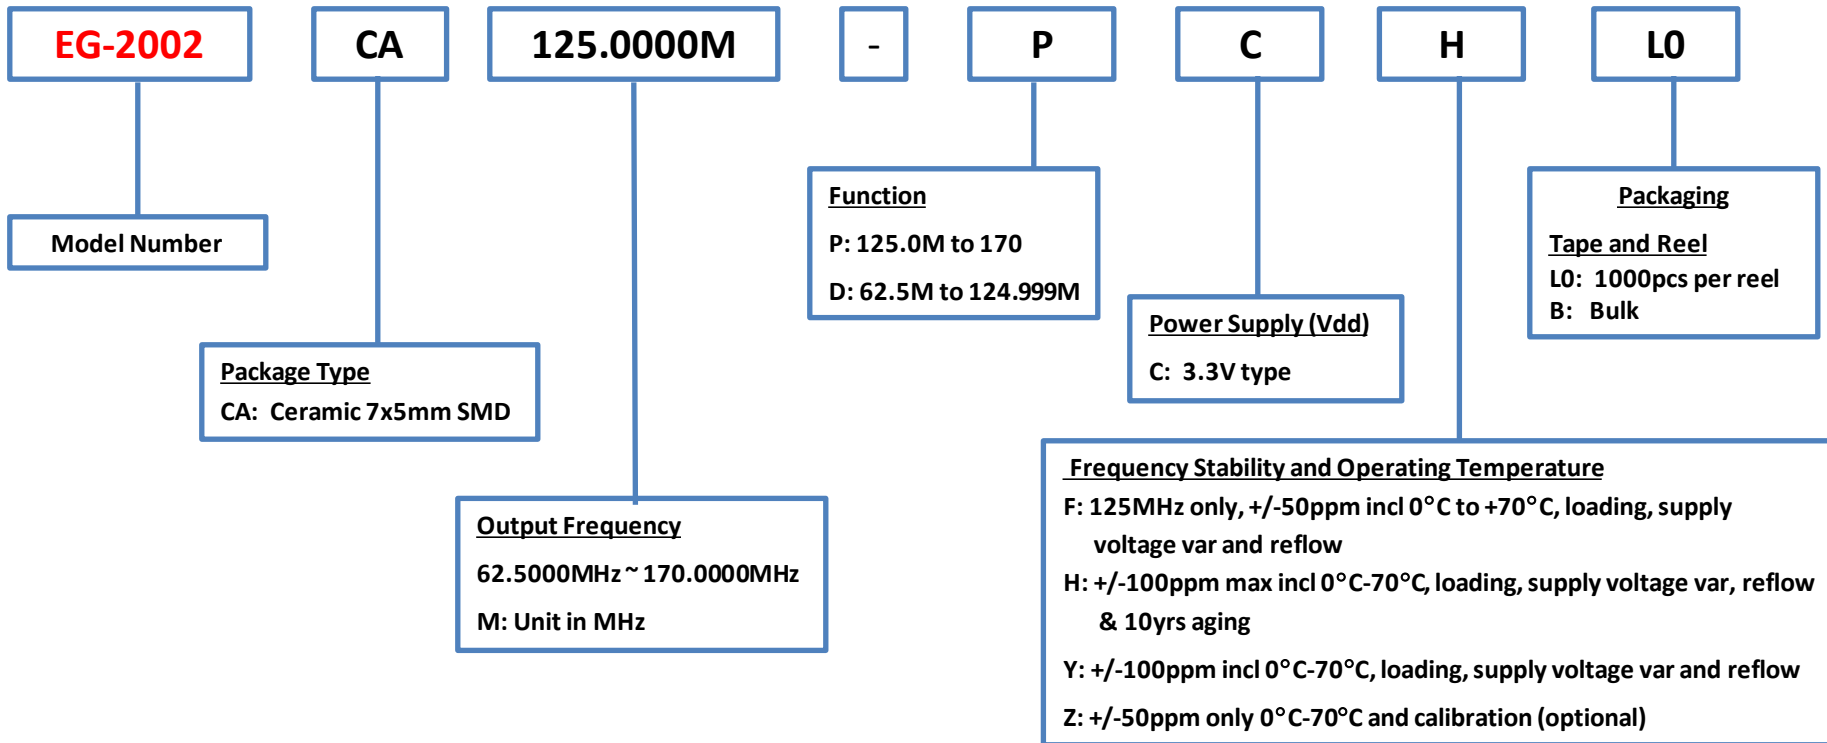 EG-2002 CA 125.0000M - P C H L0
Model Number
Package Type
CA: Ceramic 7x5mm SMD
Output Frequency
62.5000MHz ~ 170.0000MHz
M: Unit in MHz
Function
P: 125.0M to 170
D: 62.5M to 124.999M
Power Supply (Vdd)
C: 3.3V type
Frequency Stability and Operating Temperature
F: 125MHz only, +/-50ppm incl 0°C to +70°C, loading, supply
voltage var and reflow
H: +/-100ppm max incl 0°C-70°C, loading, supply voltage var, reflow
& 10yrs aging
Y: +/-100ppm incl 0°C-70°C, loading, supply voltage var and reflow
Z: +/-50ppm only 0°C-70°C and calibration (optional)
Packaging
Tape and Reel
L0: 1000pcs per reel
B: Bulk